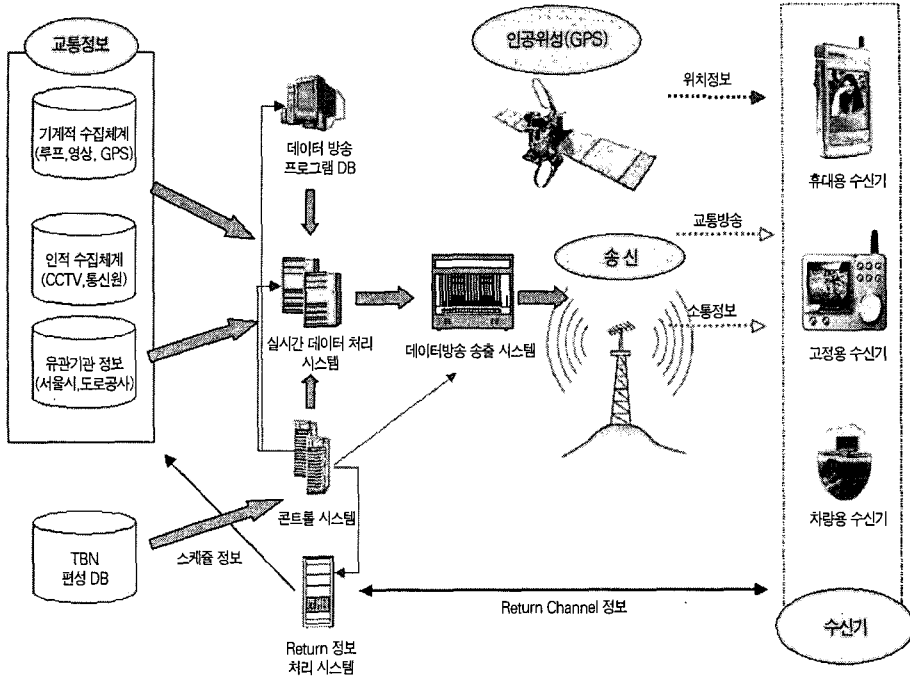 교통정보
기계적 수집체계
(루프,영상, GPS)
인적 수집체계
(CCTV,통신원)
유관기관 정보
(서울시,도로공사)
TBN
편성 DB
스케쥴 정보
데이터 방송
프로그램 DB
실시간 데이터 처리
시스템
콘트롤 시스템
Return 정보
처리 시스템
데이터방송 송출 시스템
인공위성(GPS)
송 신
위치정보
교통방송
소통정보
Return Channel 정보
휴대용 수신기
고정용 수신기
차량용 수신기
수신기